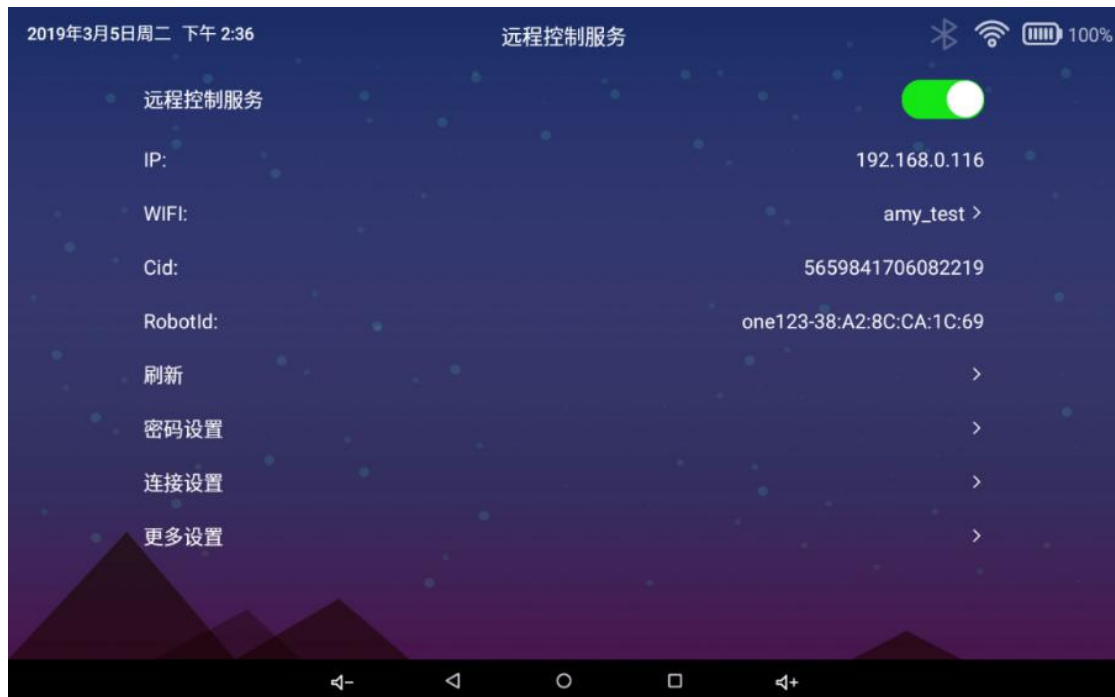 2019年3月5日周二 下午 2:36 远程控制服务 100%
远程控制服务
IP: 192.168.0.116
WIFI: amy_test >
Cid: 5659841706082219
RobotId: one123-38:A2:8C:CA:1C:69
刷新 >
密码设置 >
连接设置 >
更多设置 >